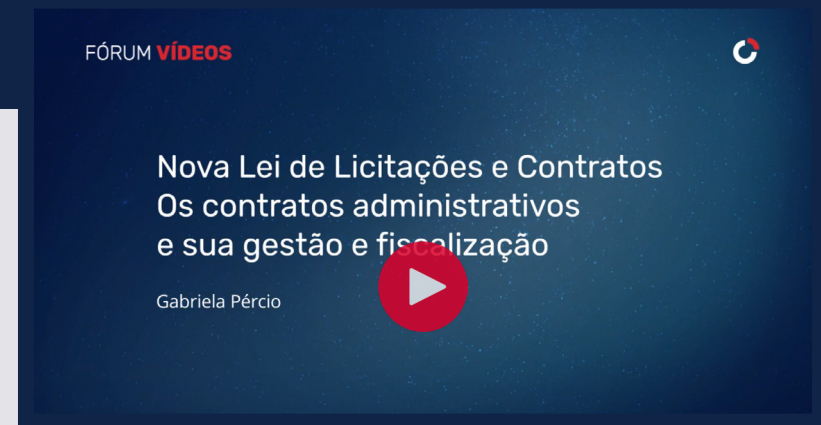 FÓRUM VÍDEOS
Nova Lei de Licitações e Contratos
Os contratos administrativos
e sua gestão e fiscalização
Gabriela Pércio